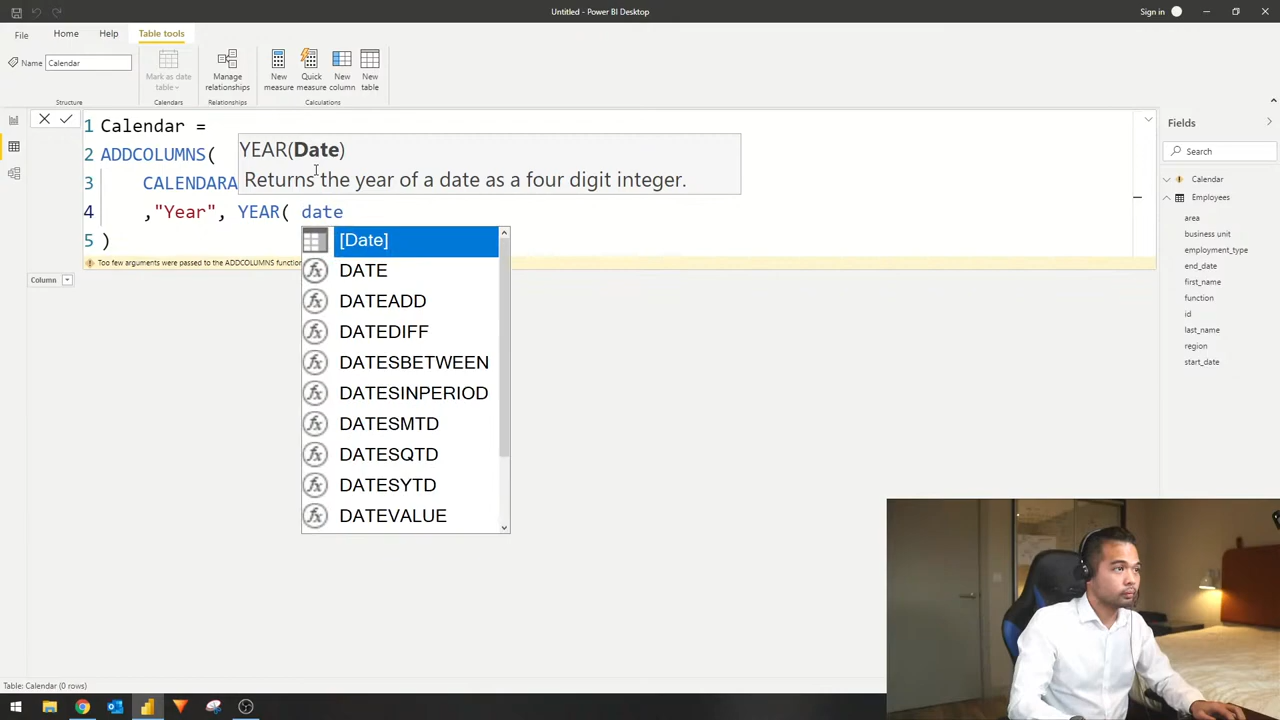 Untitled - Power BI Desktop
Sign in
File
Home
Help
Table tools
Name
Calendar
Mark as date
table
Manage
relationships
New
measure
Quick
measure
New
column
New
table
Structure
Calendars
Relationships
Calculations
1 Calendar =
2 ADDCOLUMNS(
3 CALENDARA
4 ,"Year", YEAR( date
5 )
YEAR(Date)
Returns the year of a date as a four digit integer.
Too few arguments were passed to the ADDCOLUMNS function
Column
[Date]
DATE
DATEADD
DATEDIFF
DATESBETWEEN
DATESINPERIOD
DATESMTD
DATESQTD
DATESYTD
DATEVALUE
Fields
Search
Calendar
Employees
area
business unit
employment_type
end_date
first_name
function
id
last_name
region
start_date
Table: Calendar (0 rows)